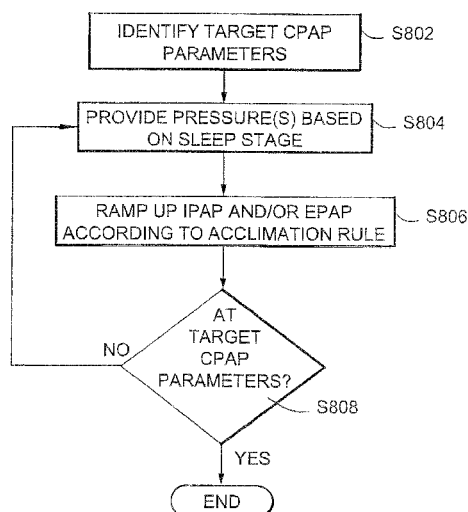 IDENTIFY TARGET CPAP
PARAMETERS
S802
PROVIDE PRESSURE(S) BASED
ON SLEEP STAGE
S804
RAMP UP IPAP AND/OR EPAP
ACCORDING TO ACCLIMATION RULE
S806
AT
TARGET
CPAP
PARAMETERS?
NO
S808
YES
END